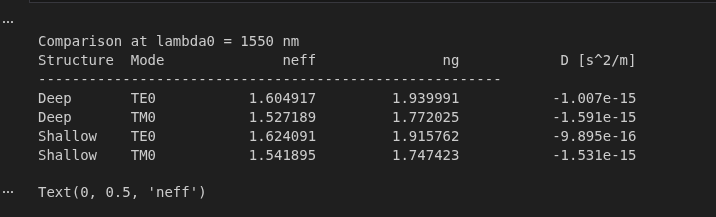 Comparison at lambda0 = 1550 nm
Structure  Mode              neff               ng            D [s^2/m]
-------------------------------------------------------
Deep       TE0           1.604917         1.939991           -1.007e-15
Deep       TM0           1.527189         1.772025           -1.591e-15
Shallow    TE0           1.624091         1.915762           -9.895e-16
Shallow    TM0           1.541895         1.747423           -1.531e-15
Text(0, 0.5, 'neff')